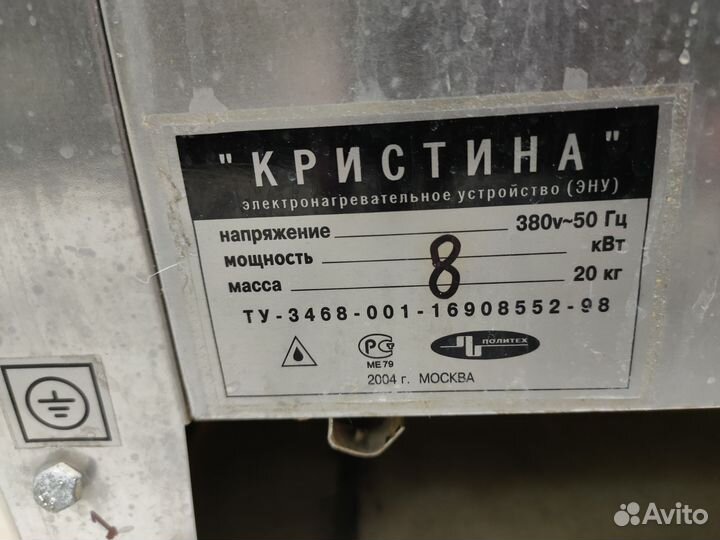 "КРИСТИНА"
электронагревательное устройство (ЭНУ)
напряжение 380v~50 Гц
мощность 8 кВт
масса 20 кг
ТУ-3468-001-16908552-98
РС ПОЛИТЕХ
МЕ79
2004 г. МОСКВА
1
Avito